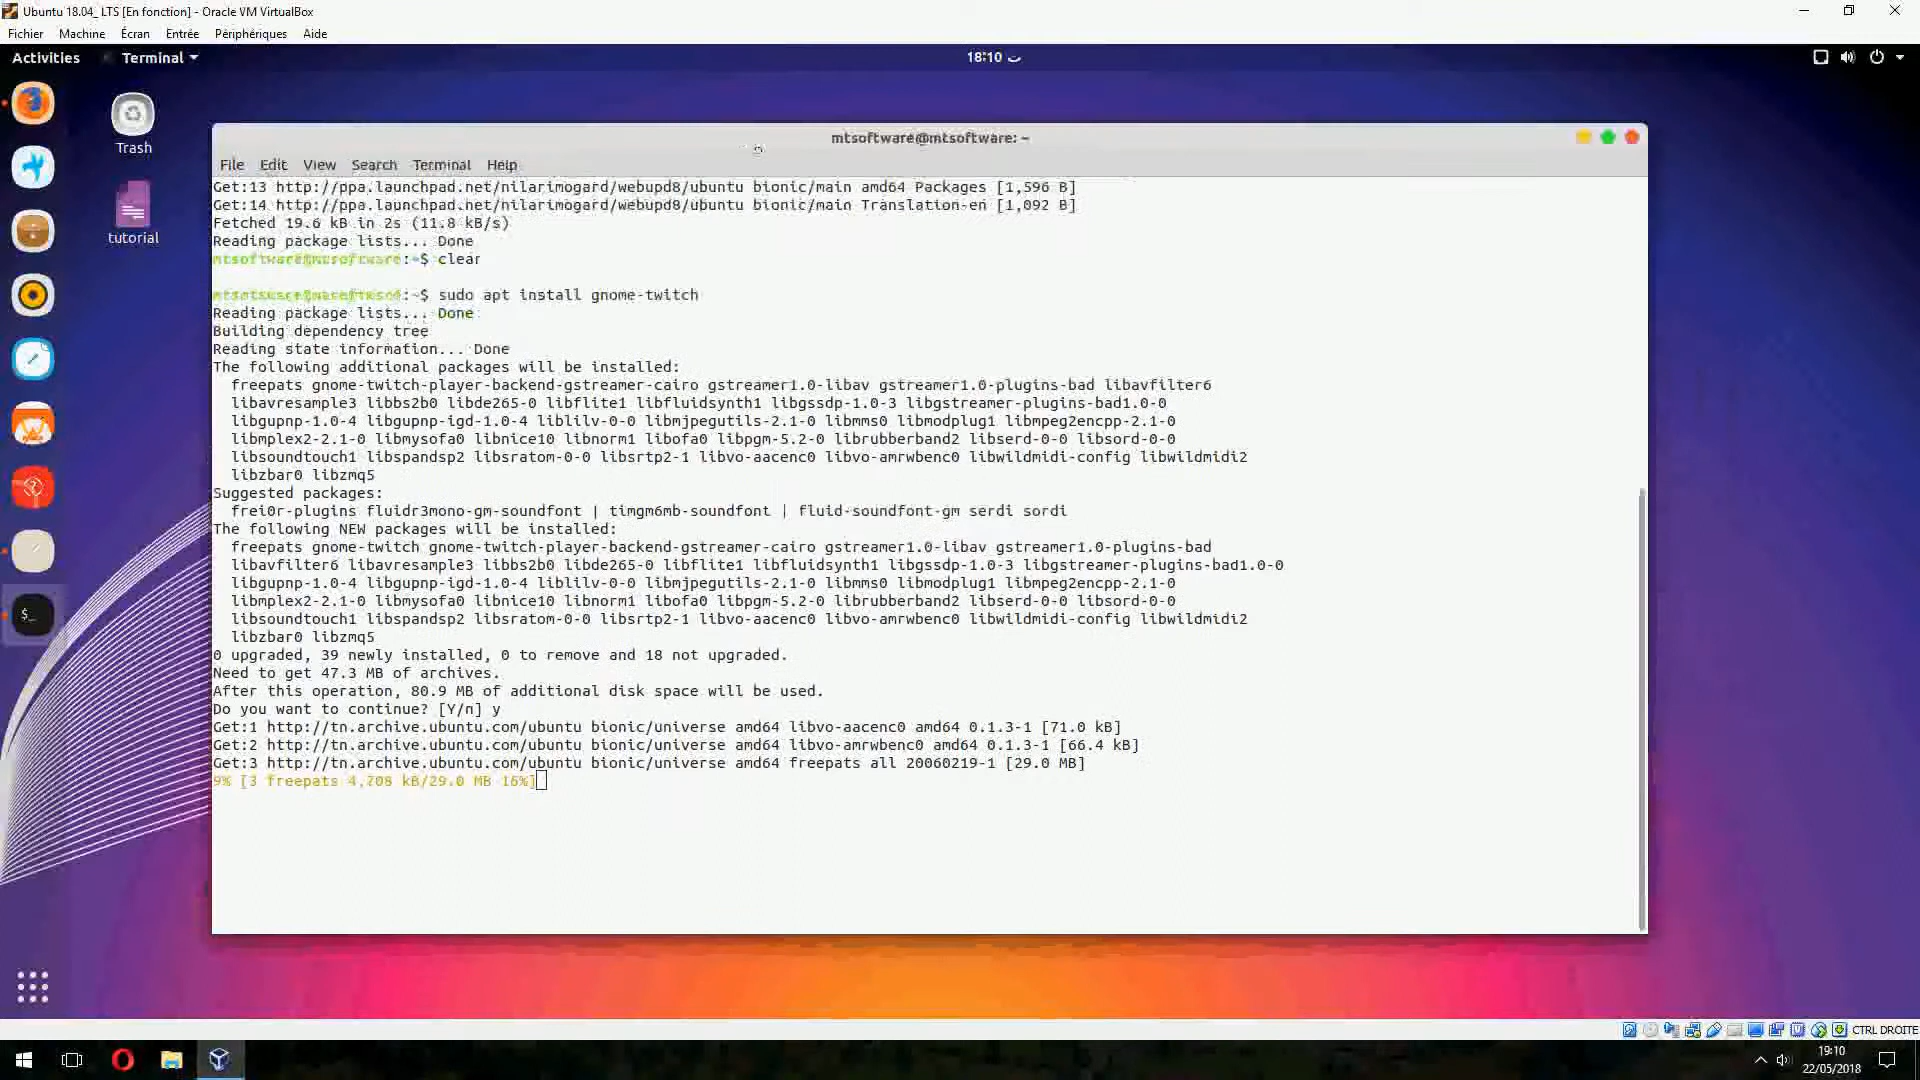 Ubuntu 18.04_ LTS [En fonction] - Oracle VM VirtualBox
Fichier Machine Écran Entrée Périphériques Aide
Activities Terminal 18:10 ت
Trash
tutorial
mtsoftware@mtsoftware: ~
File Edit View Search Terminal Help
Get:13 http://ppa.launchpad.net/nilarimogard/webupd8/ubuntu bionic/main amd64 Packages [1,596 B]
Get:14 http://ppa.launchpad.net/nilarimogard/webupd8/ubuntu bionic/main Translation-en [1,092 B]
Fetched 19.6 kB in 2s (11.8 kB/s)
Reading package lists... Done
mtsoftware@mtsoftware:~$ clear
mtsoftware@mtsoftware:~$ sudo apt install gnome-twitch
Reading package lists... Done
Building dependency tree
Reading state information... Done
The following additional packages will be installed:
freepats gnome-twitch-player-backend-gstreamer-cairo gstreamer1.0-libav gstreamer1.0-plugins-bad libavfilter6
libavresample3 libbs2b0 libde265-0 libflite1 libfluidsynth1 libgssdp-1.0-3 libgstreamer-plugins-bad1.0-0
libgupnp-1.0-4 libgupnp-igd-1.0-4 liblilv-0-0 libmjpegutils-2.1-0 libmms0 libmodplug1 libmpeg2encpp-2.1-0
libmplex2-2.1-0 libmysofa0 libnice10 libnorm1 libofa0 libpgm-5.2-0 librubberband2 libserd-0-0 libsord-0-0
libsoundtouch1 libspandsp2 libsratom-0-0 libsrtp2-1 libvo-aacenc0 libvo-amrwbenc0 libwildmidi-config libwildmidi2
libzbar0 libzmq5
Suggested packages:
frei0r-plugins fluidr3mono-gm-soundfont | timgm6mb-soundfont | fluid-soundfont-gm serdi sordi
The following NEW packages will be installed:
freepats gnome-twitch gnome-twitch-player-backend-gstreamer-cairo gstreamer1.0-libav gstreamer1.0-plugins-bad
libavfilter6 libavresample3 libbs2b0 libde265-0 libflite1 libfluidsynth1 libgssdp-1.0-3 libgstreamer-plugins-bad1.0-0
libgupnp-1.0-4 libgupnp-igd-1.0-4 liblilv-0-0 libmjpegutils-2.1-0 libmms0 libmodplug1 libmpeg2encpp-2.1-0
libmplex2-2.1-0 libmysofa0 libnice10 libnorm1 libofa0 libpgm-5.2-0 librubberband2 libserd-0-0 libsord-0-0
libsoundtouch1 libspandsp2 libsratom-0-0 libsrtp2-1 libvo-aacenc0 libvo-amrwbenc0 libwildmidi-config libwildmidi2
libzbar0 libzmq5
0 upgraded, 39 newly installed, 0 to remove and 18 not upgraded.
Need to get 47.3 MB of archives.
After this operation, 80.9 MB of additional disk space will be used.
Do you want to continue? [Y/n] y
Get:1 http://tn.archive.ubuntu.com/ubuntu bionic/universe amd64 libvo-aacenc0 amd64 0.1.3-1 [71.0 kB]
Get:2 http://tn.archive.ubuntu.com/ubuntu bionic/universe amd64 libvo-amrwbenc0 amd64 0.1.3-1 [66.4 kB]
Get:3 http://tn.archive.ubuntu.com/ubuntu bionic/universe amd64 freepats all 20060219-1 [29.0 MB]
9% [3 freepats 4,208 kB/29.0 MB 16%]
CTRL DROITE
19:10
22/05/2018